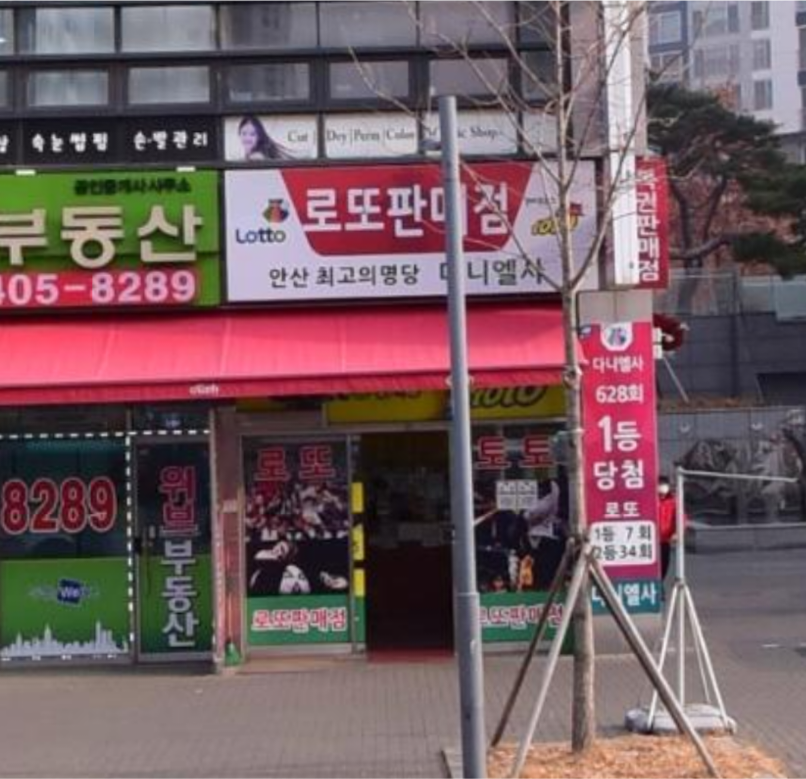 속눈썹펌 손·발관리
Cut Dry Perm Color
Shop
공인중개사사무소
부동산
405-8289
Lotto
로또판매점
안산 최고의명당 다니엘사
복권판매점
다니엘사
628회
1등
당첨
로또
1등 7회
2등34회
다니엘사
로또
토토
로또판매점
로또판매점
8289
We
위브부동산